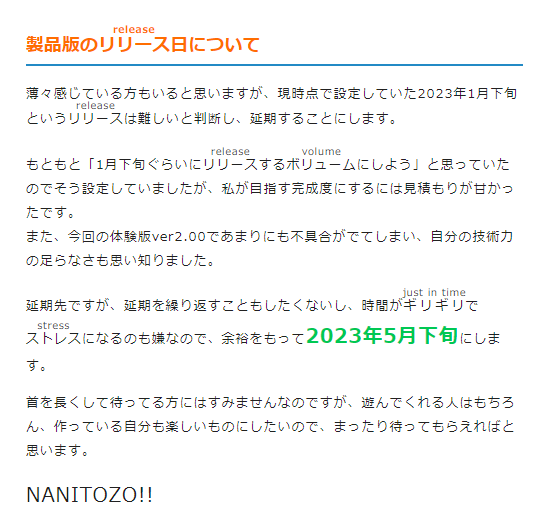 release
製品版のリリース日について
薄々感じている方もいると思いますが、現時点で設定していた2023年1月下旬
release
というリリースは難しいと判断し、延期することにします。
release volume
もともと「1月下旬ぐらいにリリースするボリュームにしよう」と思っていた
のでそう設定していましたが、私が目指す完成度にするには見積もりが甘かっ
たです。
また、今回の体験版ver2.00であまりにも不具合がでてしまい、自分の技術力
の足らなさも思い知りました。
just in time
延期先ですが、延期を繰り返すこともしたくないし、時間がギリギリで
stress
ストレスになるのも嫌なので、余裕をもって2023年5月下旬にしま
す。
首を長くして待ってる方にはすみませんなのですが、遊んでくれる人はもちろ
ん、作っている自分も楽しいものにしたいので、まったり待ってもらえればと
思います。
NANITOZO!!